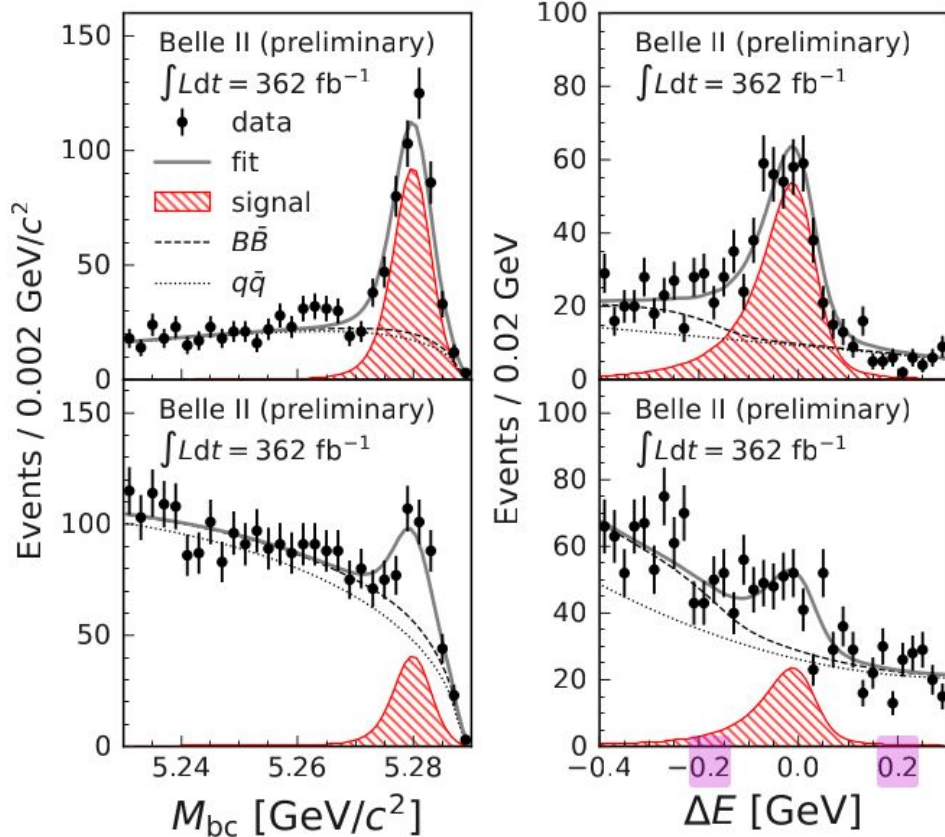 Events / 0.002 GeV/c²
150
100
50
0
Belle II (preliminary)
∫Ldt = 362 fb⁻¹
data
fit
signal
BB̄
qq̄
Events / 0.02 GeV
100
80
60
40
20
0
Belle II (preliminary)
∫Ldt = 362 fb⁻¹
150
100
50
0
Belle II (preliminary)
∫Ldt = 362 fb⁻¹
5.24 5.26 5.28
M_bc [GeV/c²]
100
80
60
40
20
0
Belle II (preliminary)
∫Ldt = 362 fb⁻¹
−0.4 −0.2 0.0 0.2
ΔE [GeV]